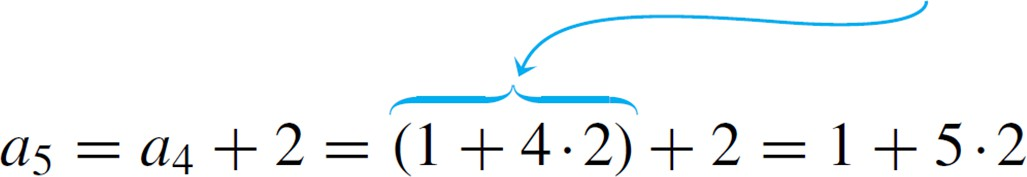 a₅ = a₄ + 2 = (1 + 4·2) + 2 = 1 + 5·2